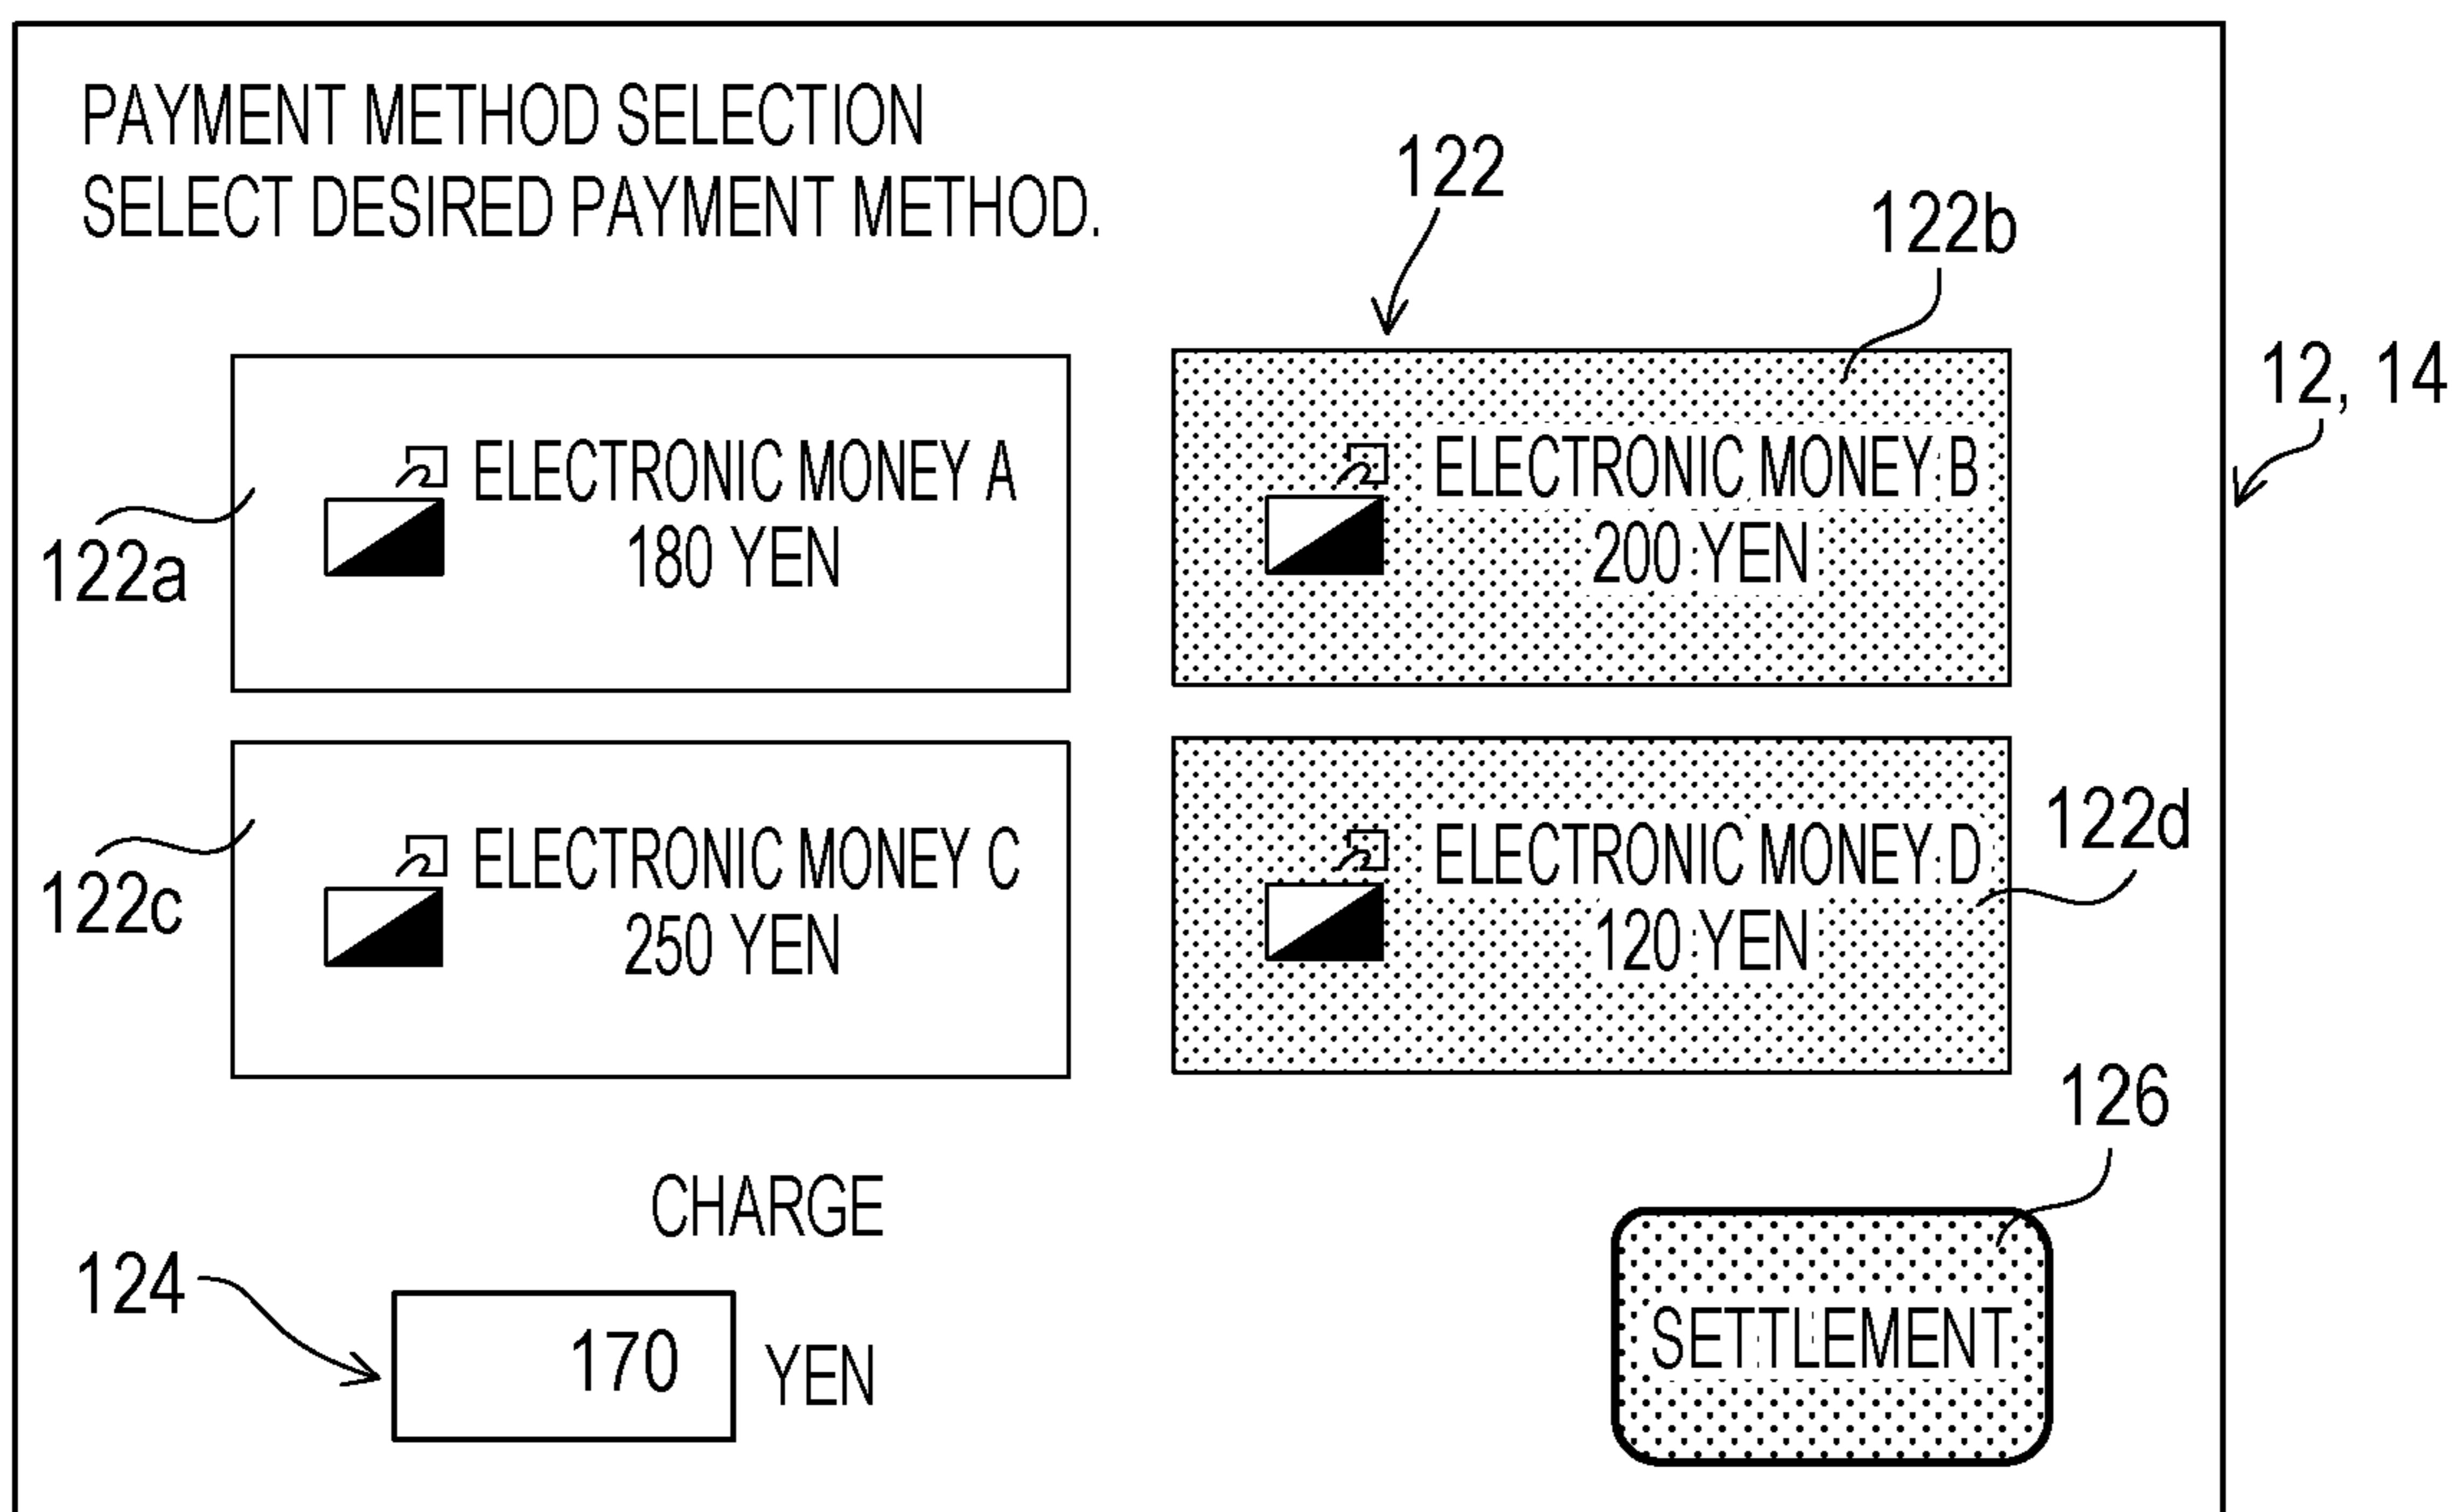 PAYMENT METHOD SELECTION
SELECT DESIRED PAYMENT METHOD.
122
122b
12, 14
ELECTRONIC MONEY A
180 YEN
122a
ELECTRONIC MONEY B
200 YEN
ELECTRONIC MONEY C
250 YEN
122c
ELECTRONIC MONEY D
120 YEN
122d
126
CHARGE
124
170 YEN
SETTLEMENT